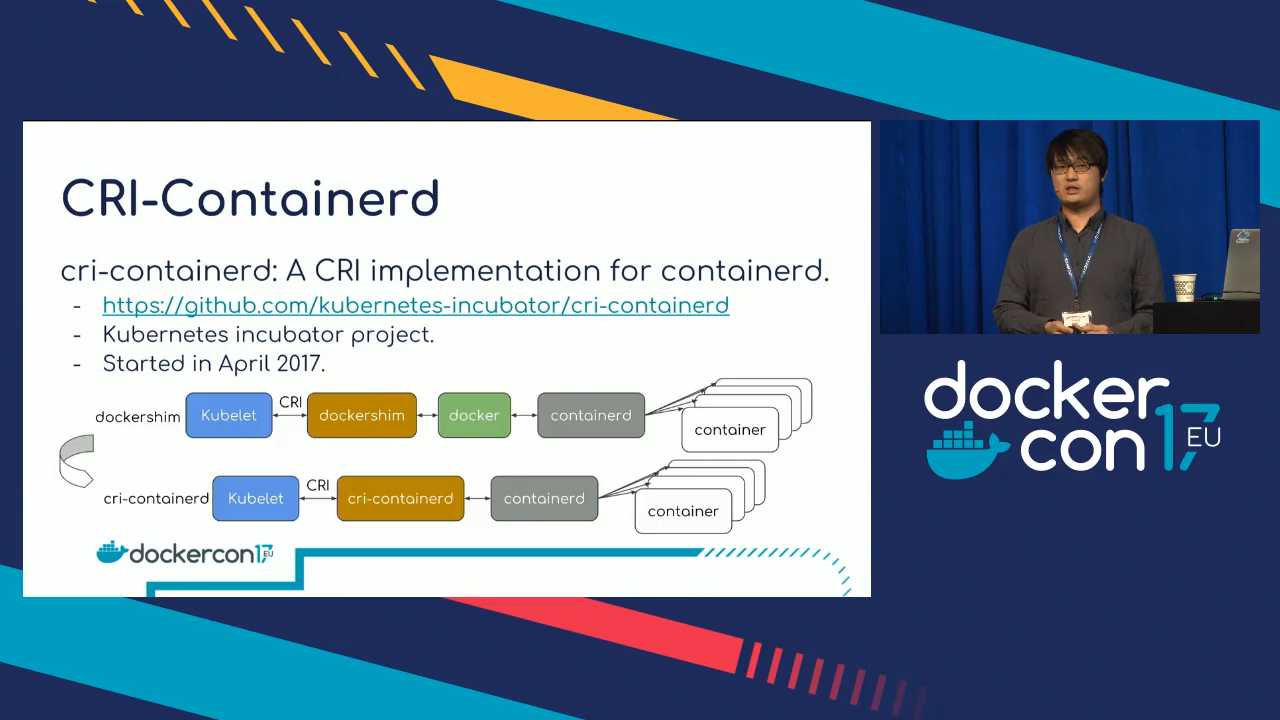 CRI-Containerd
cri-containerd: A CRI implementation for containerd.
- https://github.com/kubernetes-incubator/cri-containerd
- Kubernetes incubator project.
- Started in April 2017.
dockershim
Kubelet
CRI
dockershim
docker
containerd
container
cri-containerd
Kubelet
CRI
cri-containerd
containerd
container
dockercon17 EU
docker
con 17 EU